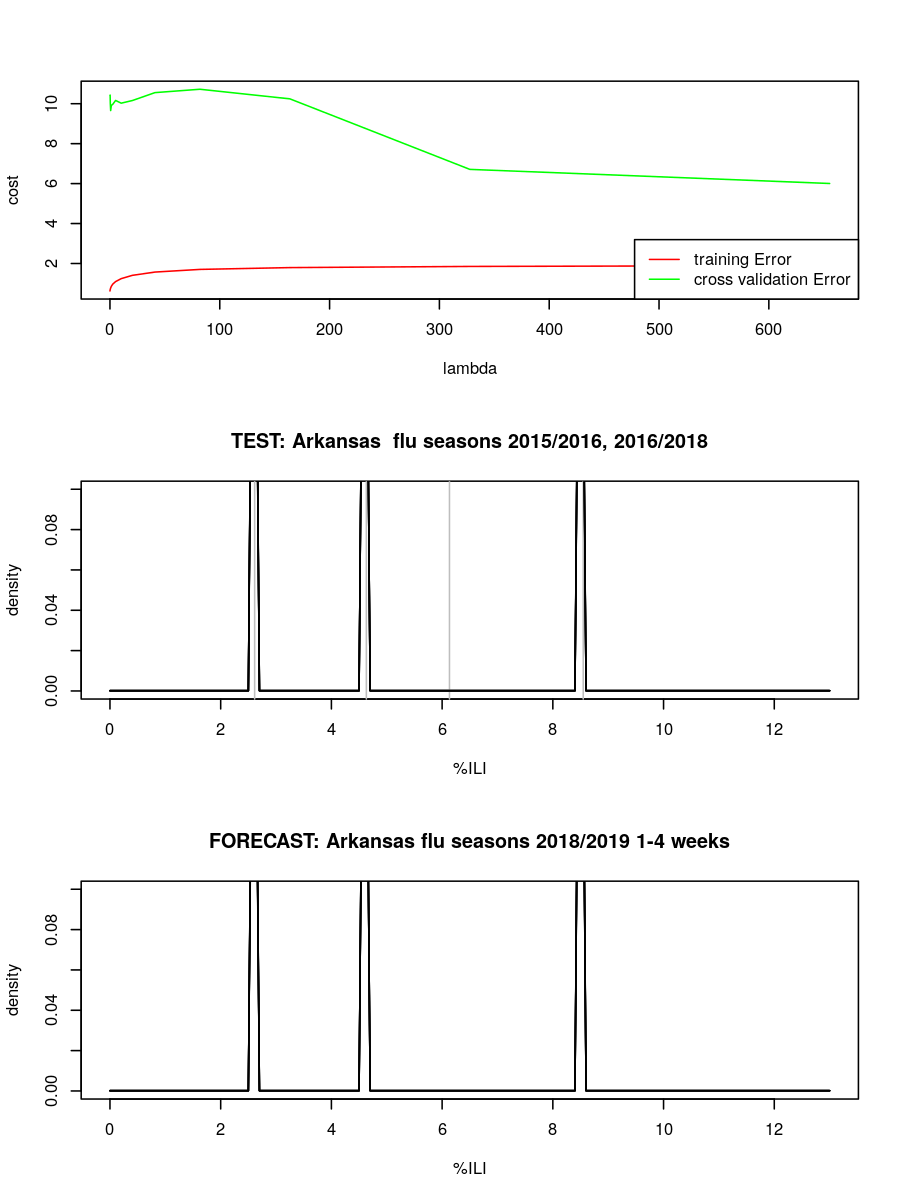 10
8
6
4
2
cost
training Error
cross validation Error
0 100 200 300 400 500 600
lambda
TEST: Arkansas  flu seasons 2015/2016, 2016/2018
0.08
0.04
0.00
density
0 2 4 6 8 10 12
%ILI
FORECAST: Arkansas flu seasons 2018/2019 1-4 weeks
0.08
0.04
0.00
density
0 2 4 6 8 10 12
%ILI